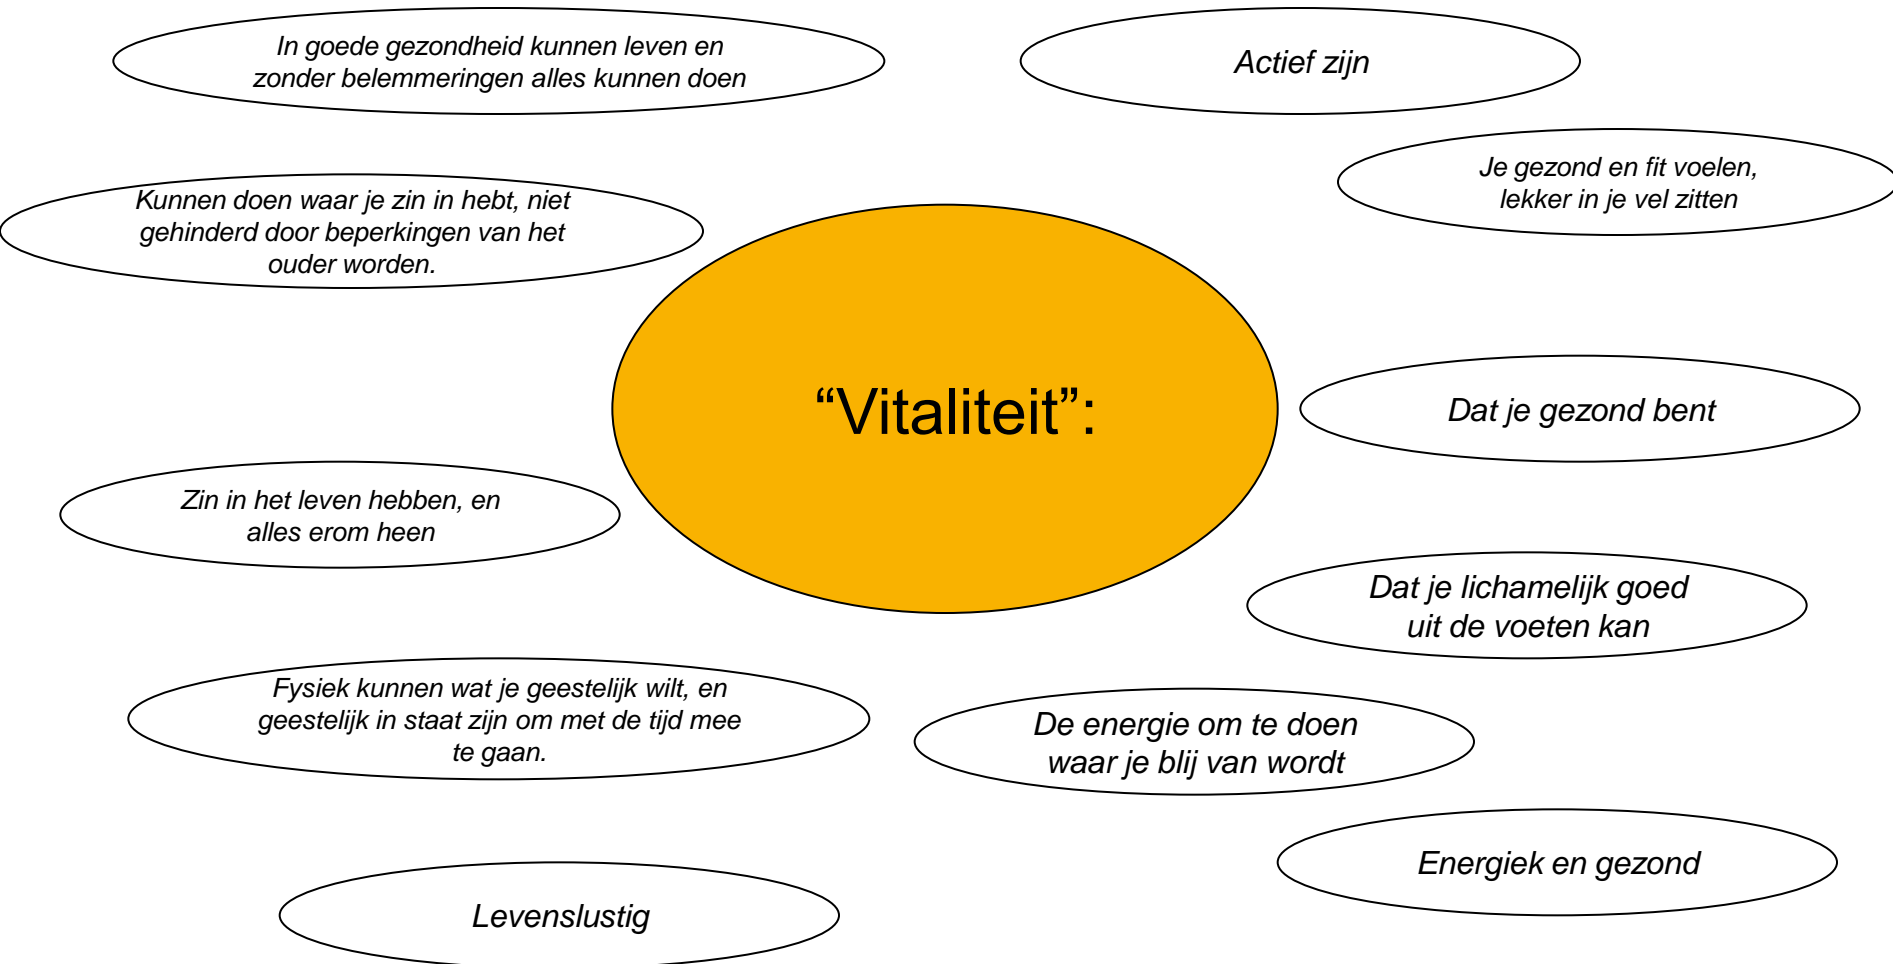 In goede gezondheid kunnen leven en
zonder belemmeringen alles kunnen doen
Actief zijn
Je gezond en fit voelen,
lekker in je vel zitten
Kunnen doen waar je zin in hebt, niet
gehinderd door beperkingen van het
ouder worden.
“Vitaliteit”:
Dat je gezond bent
Zin in het leven hebben, en
alles erom heen
Dat je lichamelijk goed
uit de voeten kan
Fysiek kunnen wat je geestelijk wilt, en
geestelijk in staat zijn om met de tijd mee
te gaan.
De energie om te doen
waar je blij van wordt
Energiek en gezond
Levenslustig